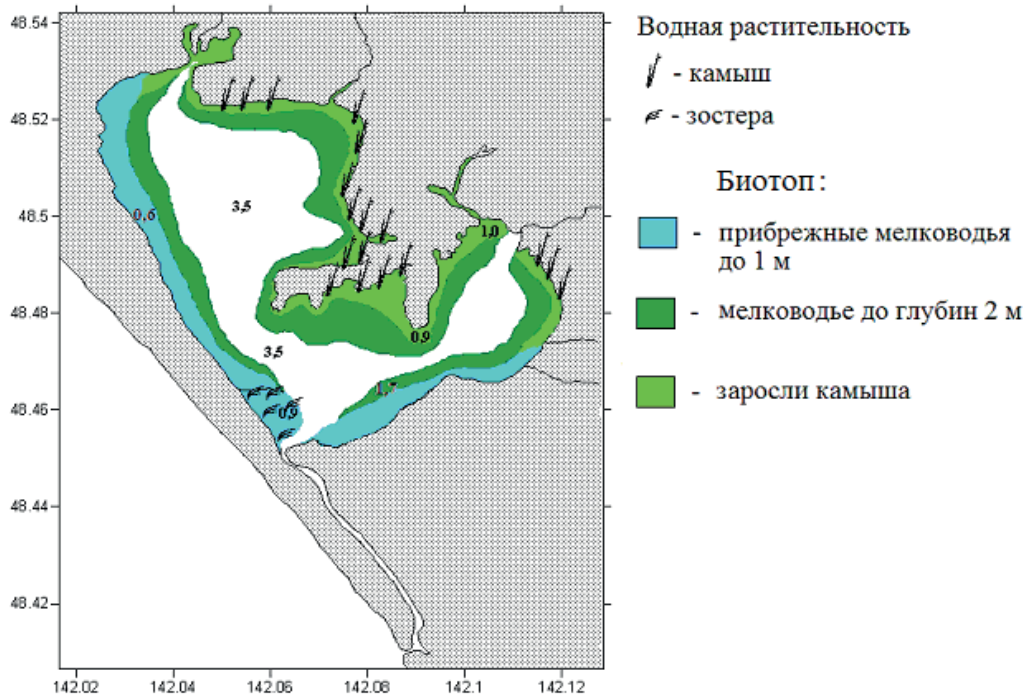 48.54
48.52
48.5
48.48
48.46
48.44
48.42
142.02 142.04 142.06 142.08 142.1 142.12
0,6
3,5
1,0
0,9
3,5
1,7
0,9
Водная растительность
- камыш
- зостера
Биотоп:
- прибрежные мелководья
до 1 м
- мелководье до глубин 2 м
- заросли камыша